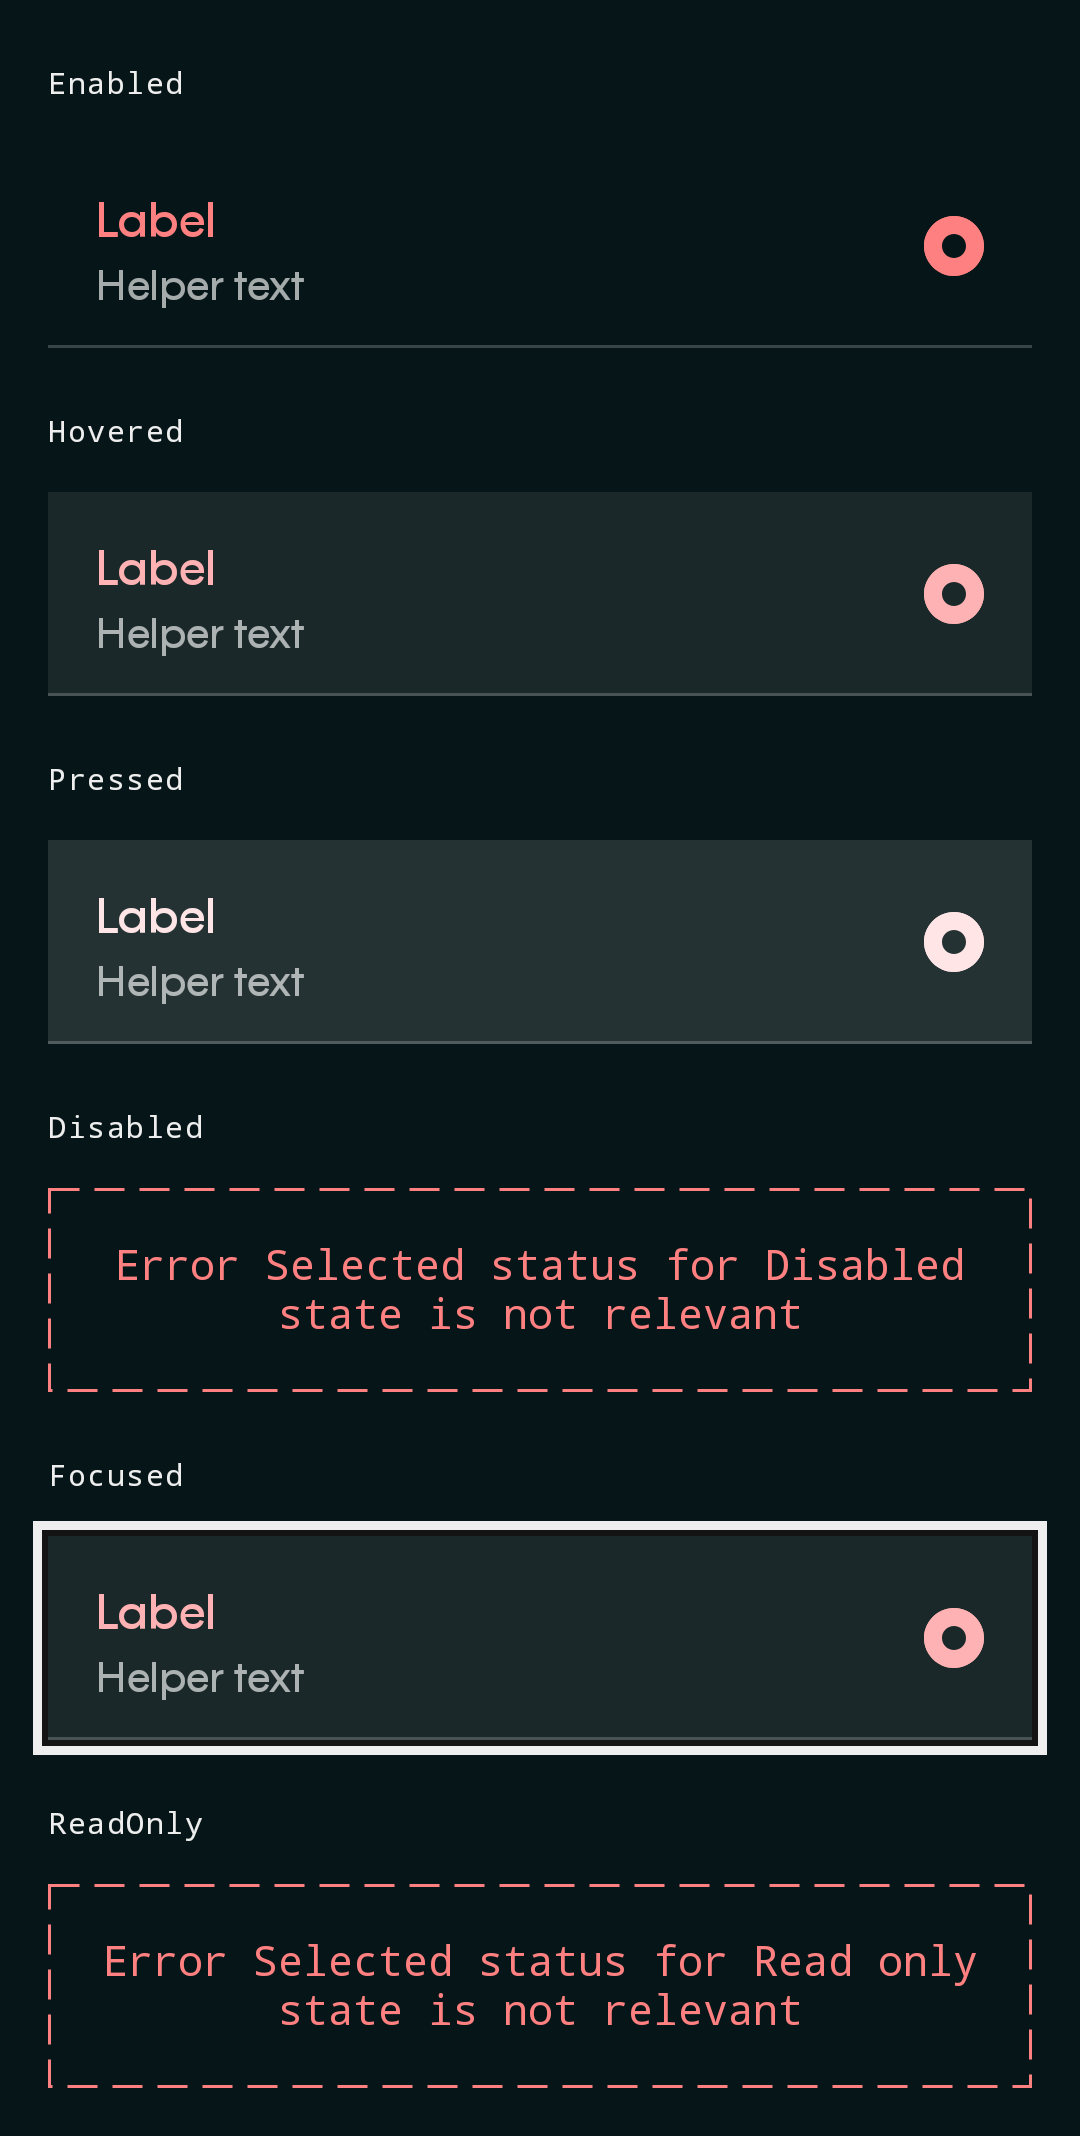 Enabled
Label
Helper text
Hovered
Label
Helper text
Pressed
Label
Helper text
Disabled
Error Selected status for Disabled
state is not relevant
Focused
Label
Helper text
ReadOnly
Error Selected status for Read only
state is not relevant